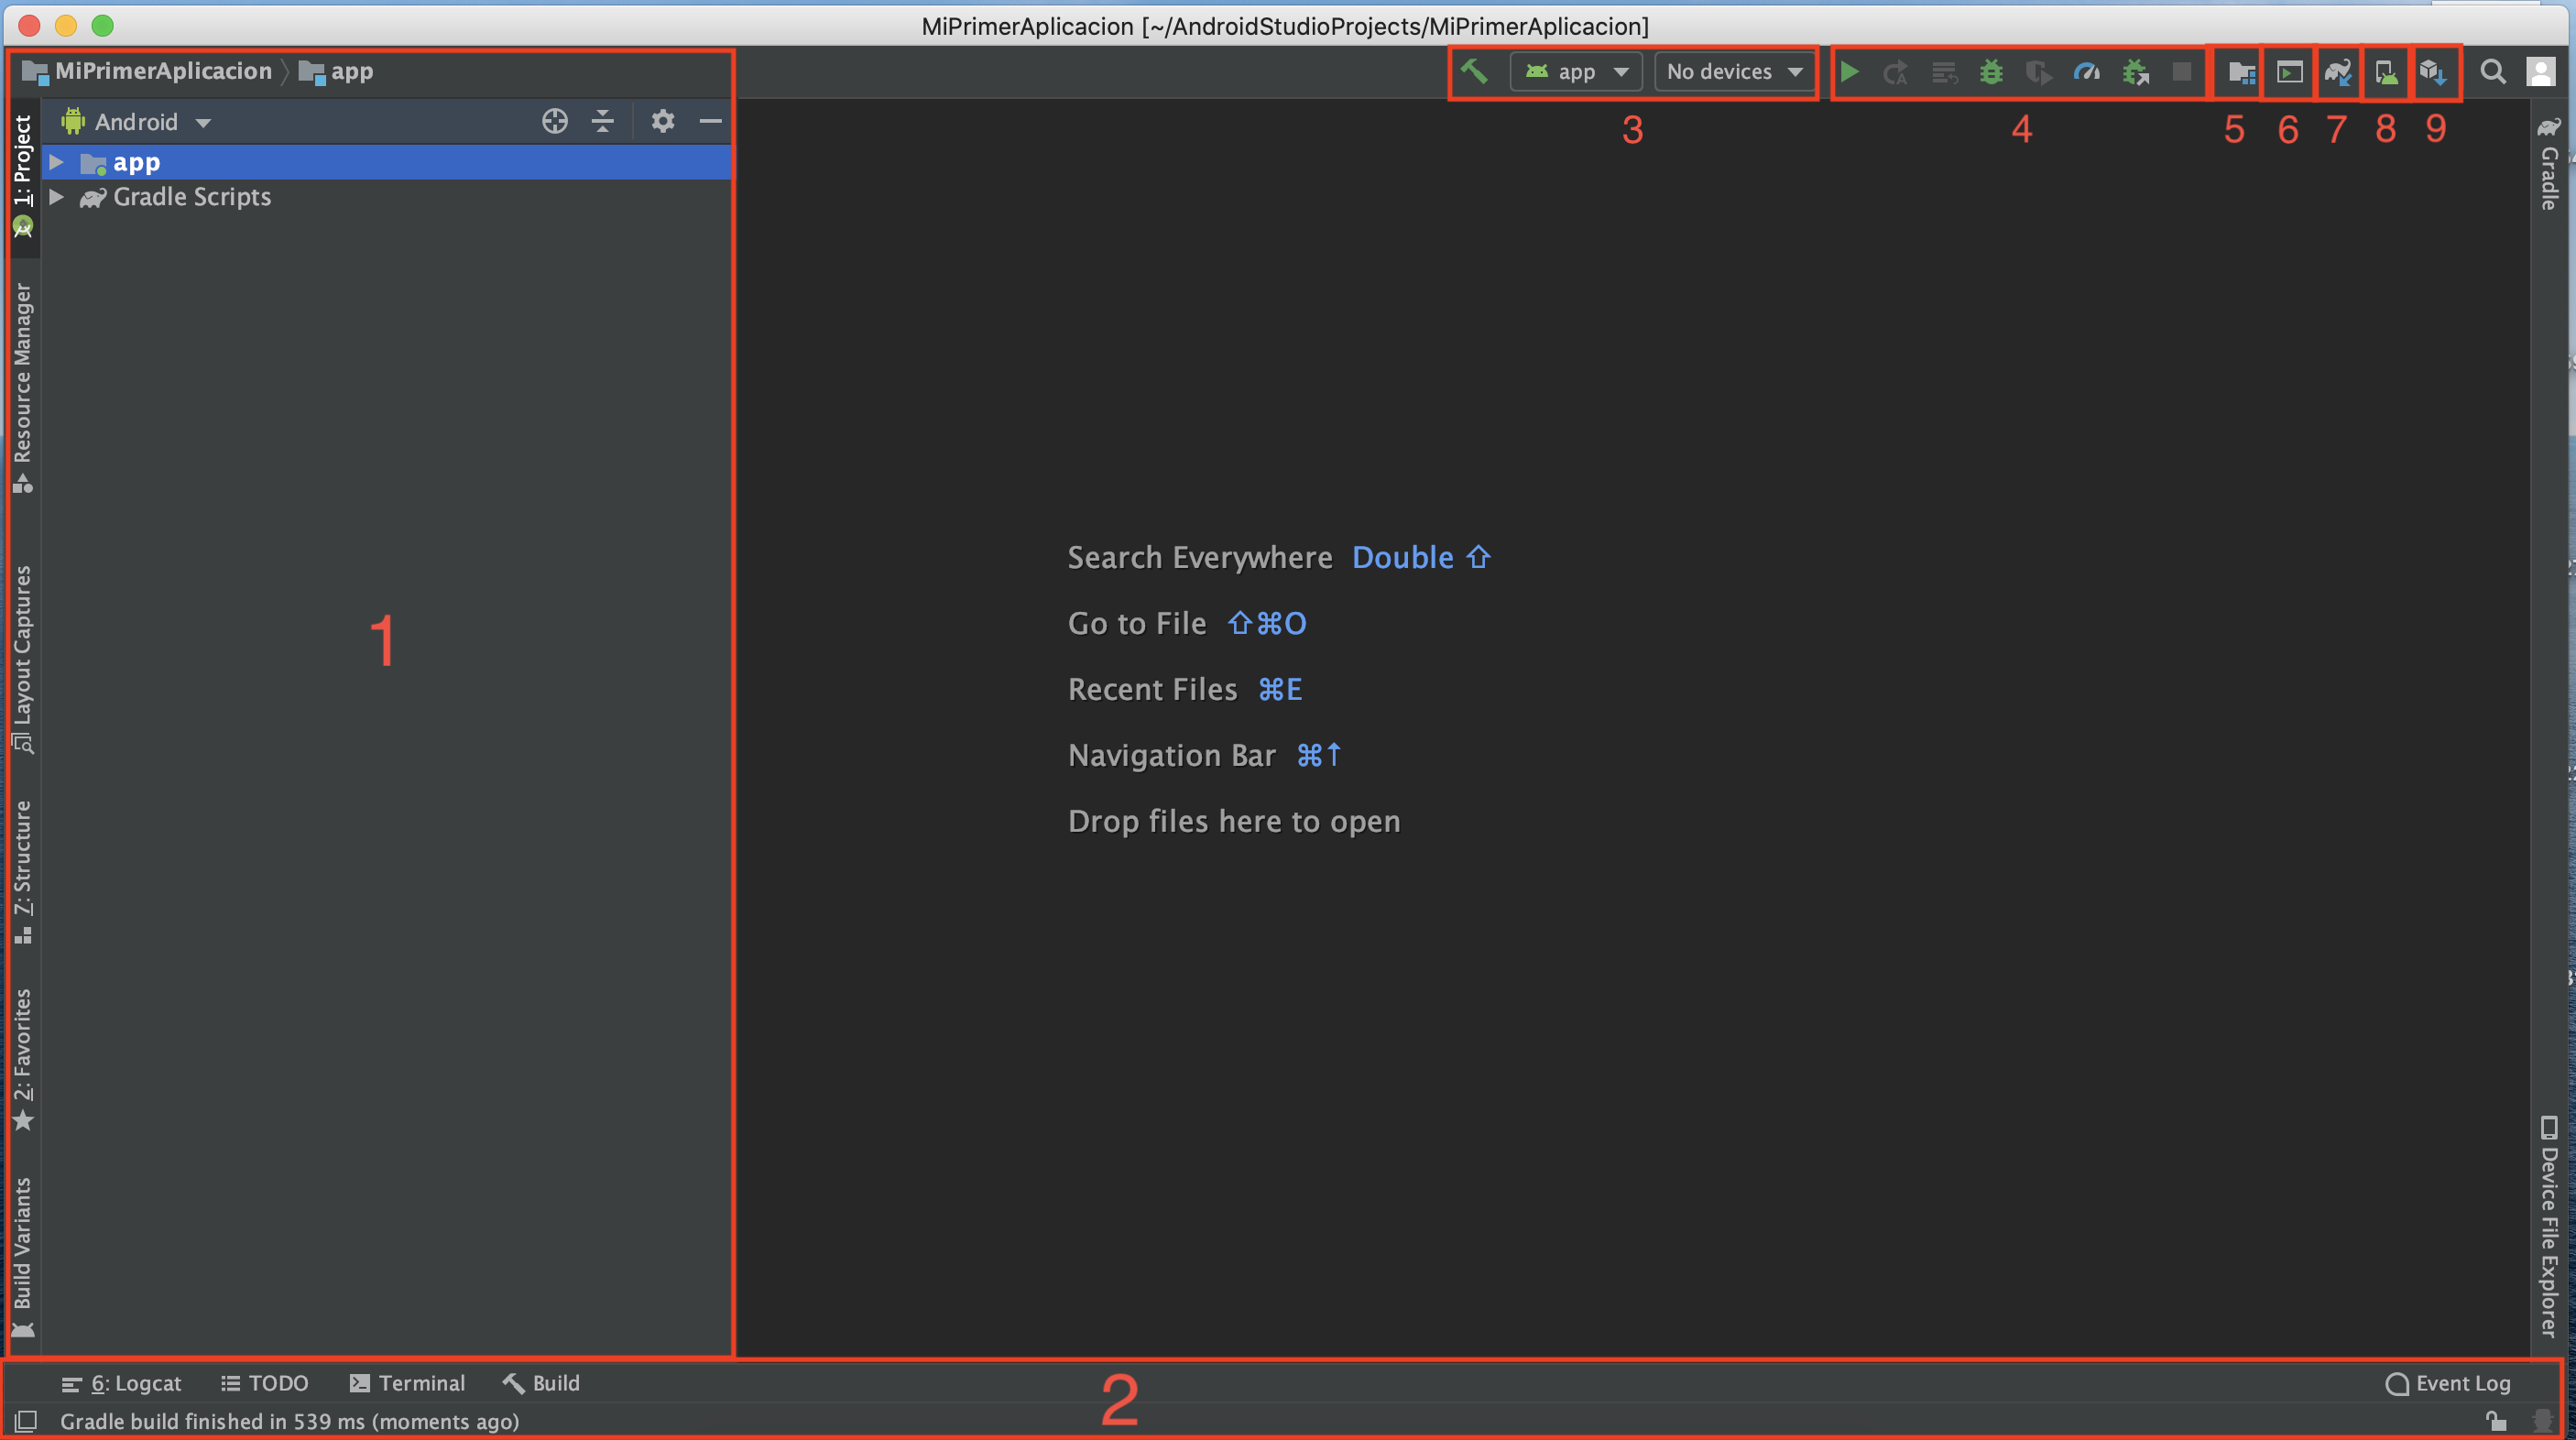 MiPrimerAplicacion [~/AndroidStudioProjects/MiPrimerAplicacion]
MiPrimerAplicacion app
app No devices
3 4 5 6 7 8 9
Android
app
Gradle Scripts
1: Project
Resource Manager
Layout Captures
7: Structure
2: Favorites
Build Variants
1
Search Everywhere Double ⇧
Go to File ⇧⌘O
Recent Files ⌘E
Navigation Bar ⌘↑
Drop files here to open
Gradle
Device File Explorer
6: Logcat TODO Terminal Build
2
Event Log
Gradle build finished in 539 ms (moments ago)